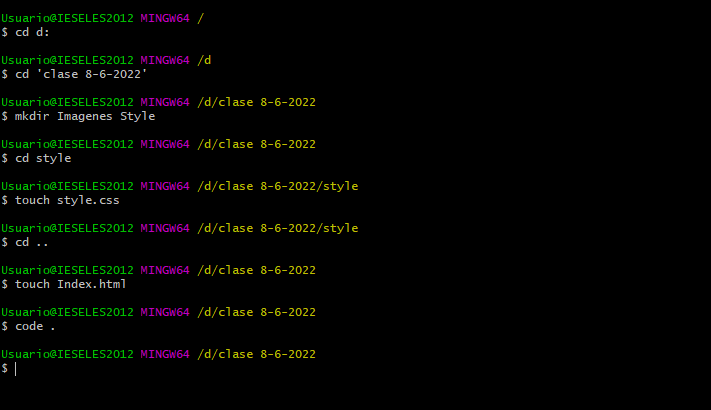 Usuario@IESELES2012 MINGW64 /
$ cd d:
Usuario@IESELES2012 MINGW64 /d
$ cd 'clase 8-6-2022'
Usuario@IESELES2012 MINGW64 /d/clase 8-6-2022
$ mkdir Imagenes Style
Usuario@IESELES2012 MINGW64 /d/clase 8-6-2022
$ cd style
Usuario@IESELES2012 MINGW64 /d/clase 8-6-2022/style
$ touch style.css
Usuario@IESELES2012 MINGW64 /d/clase 8-6-2022/style
$ cd ..
Usuario@IESELES2012 MINGW64 /d/clase 8-6-2022
$ touch Index.html
Usuario@IESELES2012 MINGW64 /d/clase 8-6-2022
$ code .
Usuario@IESELES2012 MINGW64 /d/clase 8-6-2022
$